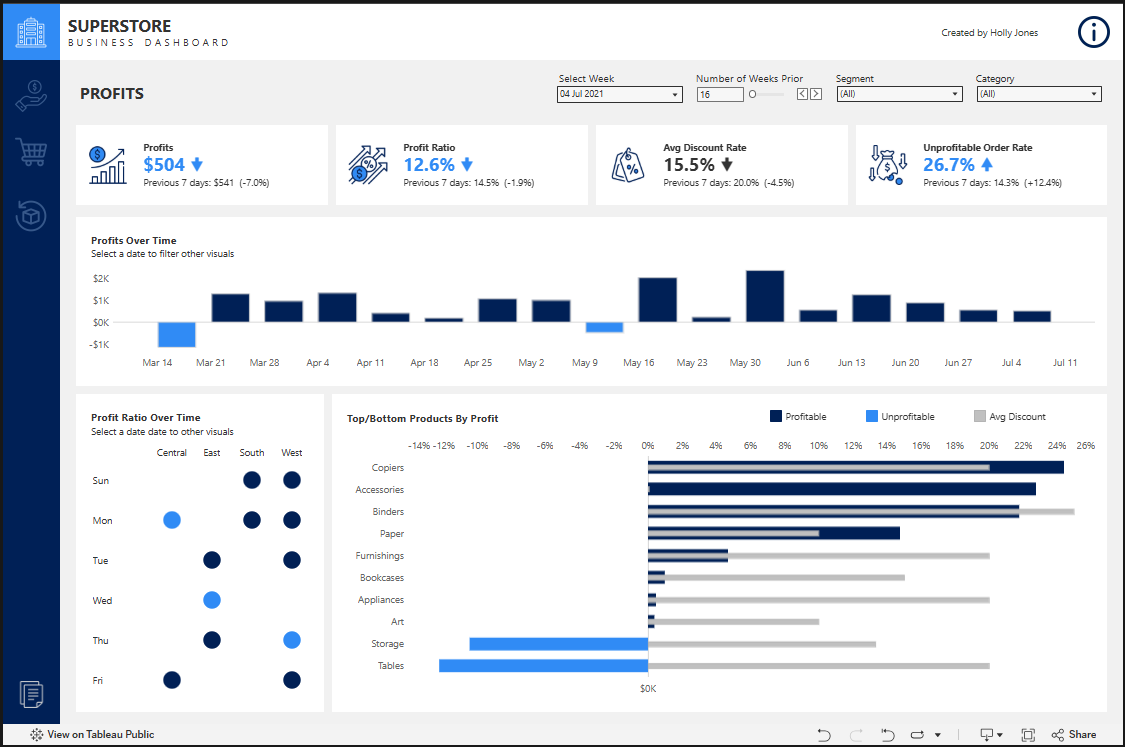 SUPERSTORE
BUSINESS DASHBOARD
Created by Holly Jones
i
PROFITS
Select Week
04 Jul 2021
Number of Weeks Prior
16
Segment
(All)
Category
(All)
Profits
$504
Previous 7 days: $541 (-7.0%)
Profit Ratio
12.6%
Previous 7 days: 14.5% (-1.9%)
Avg Discount Rate
15.5%
Previous 7 days: 20.0% (-4.5%)
Unprofitable Order Rate
26.7%
Previous 7 days: 14.3% (+12.4%)
Profits Over Time
Select a date to filter other visuals
$2K
$1K
$0K
-$1K
Mar 14 Mar 21 Mar 28 Apr 4 Apr 11 Apr 18 Apr 25 May 2 May 9 May 16 May 23 May 30 Jun 6 Jun 13 Jun 20 Jun 27 Jul 4 Jul 11
Profit Ratio Over Time
Select a date date to other visuals
Central East South West
Sun
Mon
Tue
Wed
Thu
Fri
Top/Bottom Products By Profit
Profitable Unprofitable Avg Discount
-14% -12% -10% -8% -6% -4% -2% 0% 2% 4% 6% 8% 10% 12% 14% 16% 18% 20% 22% 24% 26%
Copiers
Accessories
Binders
Paper
Furnishings
Bookcases
Appliances
Art
Storage
Tables
$0K
View on Tableau Public
Share